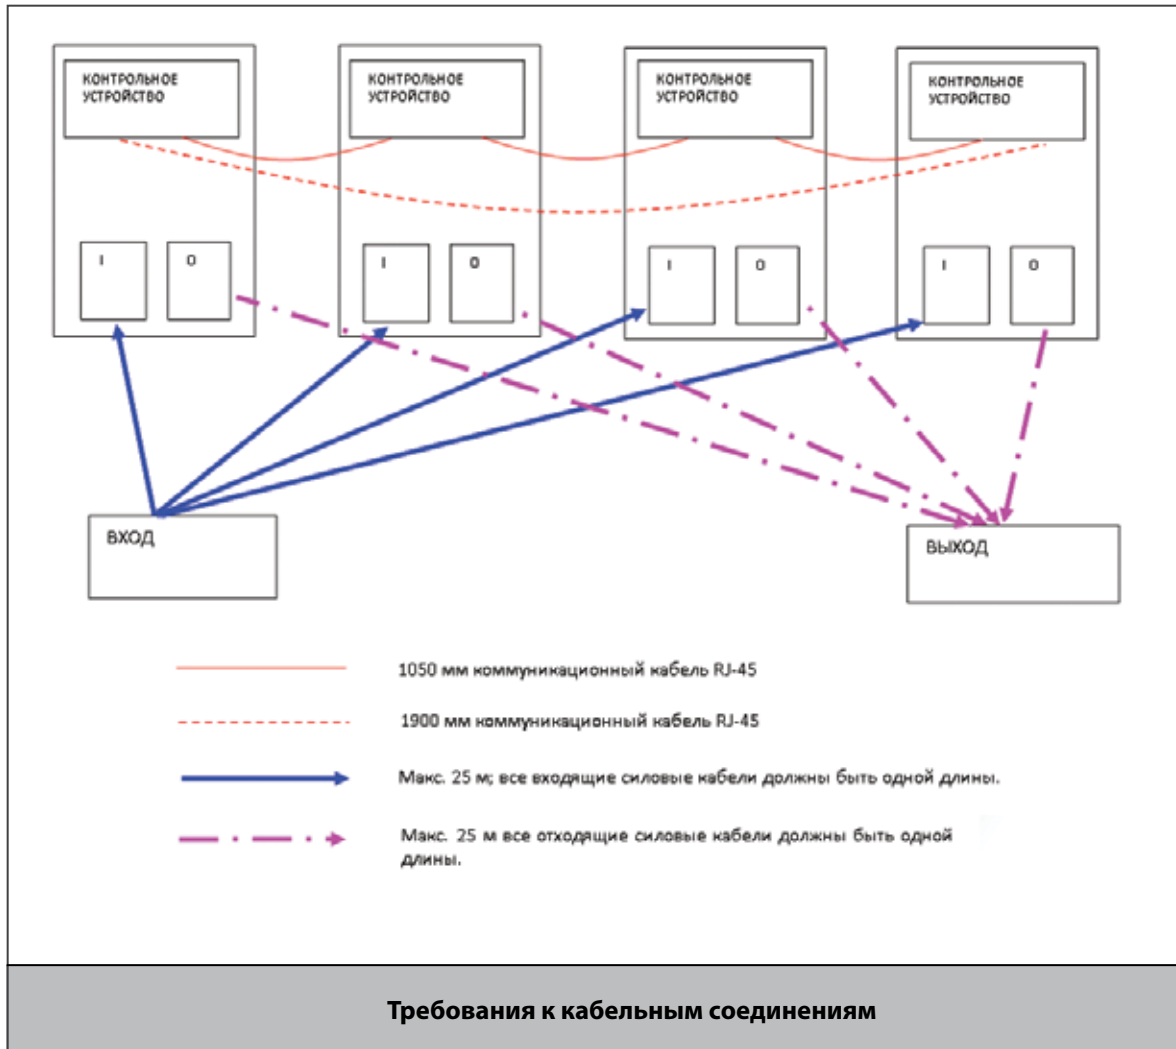 КОНТРОЛЬНОЕ
УСТРОЙСТВО
КОНТРОЛЬНОЕ
УСТРОЙСТВО
КОНТРОЛЬНОЕ
УСТРОЙСТВО
КОНТРОЛЬНОЕ
УСТРОЙСТВО
I
O
I
O
I
O
I
O
ВХОД
ВЫХОД
1050 мм коммуникационный кабель RJ-45
1900 мм коммуникационный кабель RJ-45
Макс. 25 м; все входящие силовые кабели должны быть одной длины.
Макс. 25 м все отходящие силовые кабели должны быть одной
длины.
Требования к кабельным соединениям